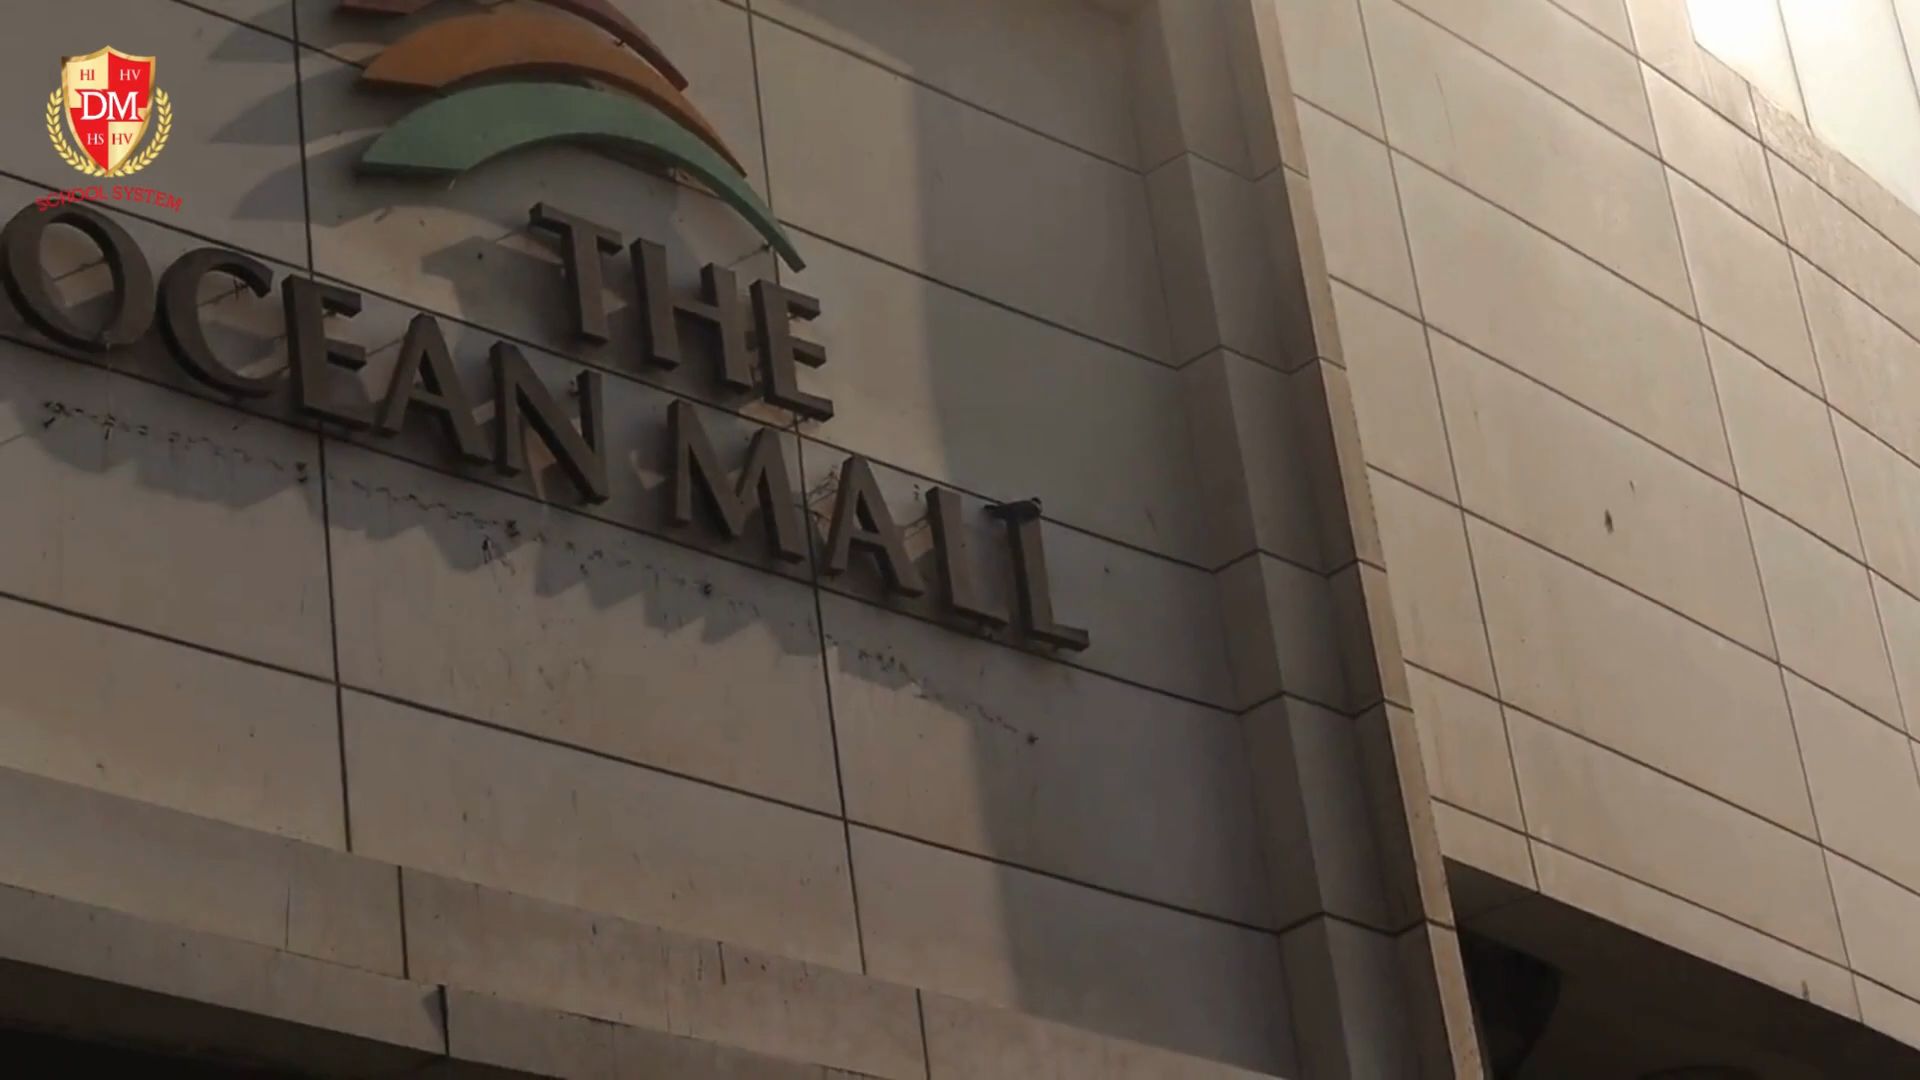 HI HV
DM
HS HV
SCHOOL SYSTEM
THE
OCEAN MALL